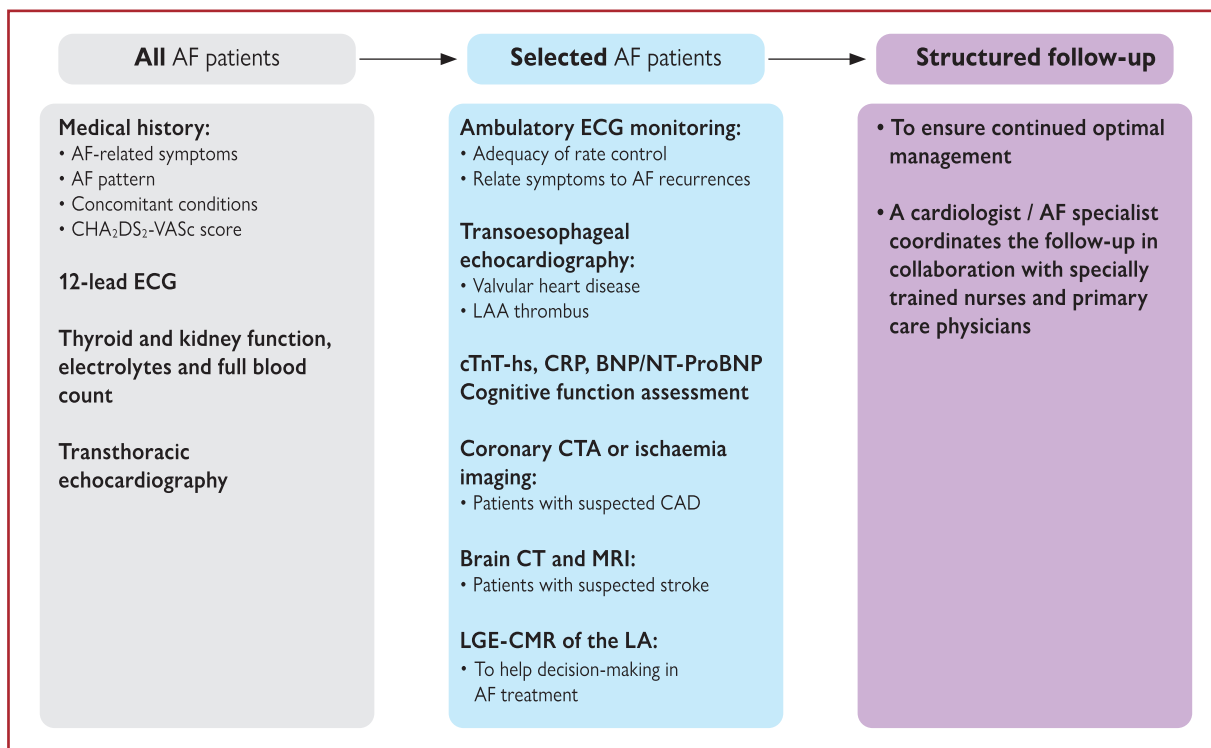 All AF patients
Selected AF patients
Structured follow-up
Medical history:
• AF-related symptoms
• AF pattern
• Concomitant conditions
• CHA₂DS₂-VASc score
12-lead ECG
Thyroid and kidney function,
electrolytes and full blood
count
Transthoracic
echocardiography
Ambulatory ECG monitoring:
• Adequacy of rate control
• Relate symptoms to AF recurrences
Transoesophageal
echocardiography:
• Valvular heart disease
• LAA thrombus
cTnT-hs, CRP, BNP/NT-ProBNP
Cognitive function assessment
Coronary CTA or ischaemia
imaging:
• Patients with suspected CAD
Brain CT and MRI:
• Patients with suspected stroke
LGE-CMR of the LA:
• To help decision-making in
AF treatment
• To ensure continued optimal
management
• A cardiologist / AF specialist
coordinates the follow-up in
collaboration with specially
trained nurses and primary
care physicians